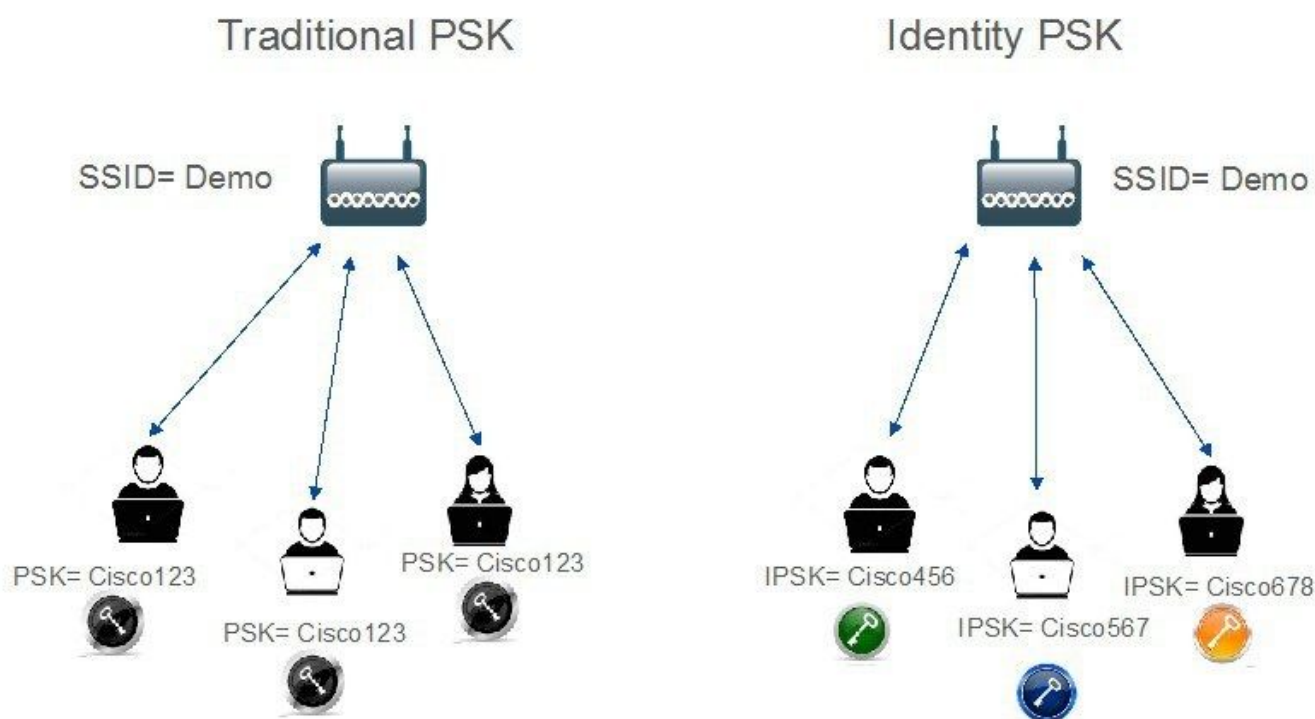 Traditional PSK
SSID= Demo
PSK= Cisco123
PSK= Cisco123
PSK= Cisco123
Identity PSK
SSID= Demo
IPSK= Cisco456
IPSK= Cisco567
IPSK= Cisco678